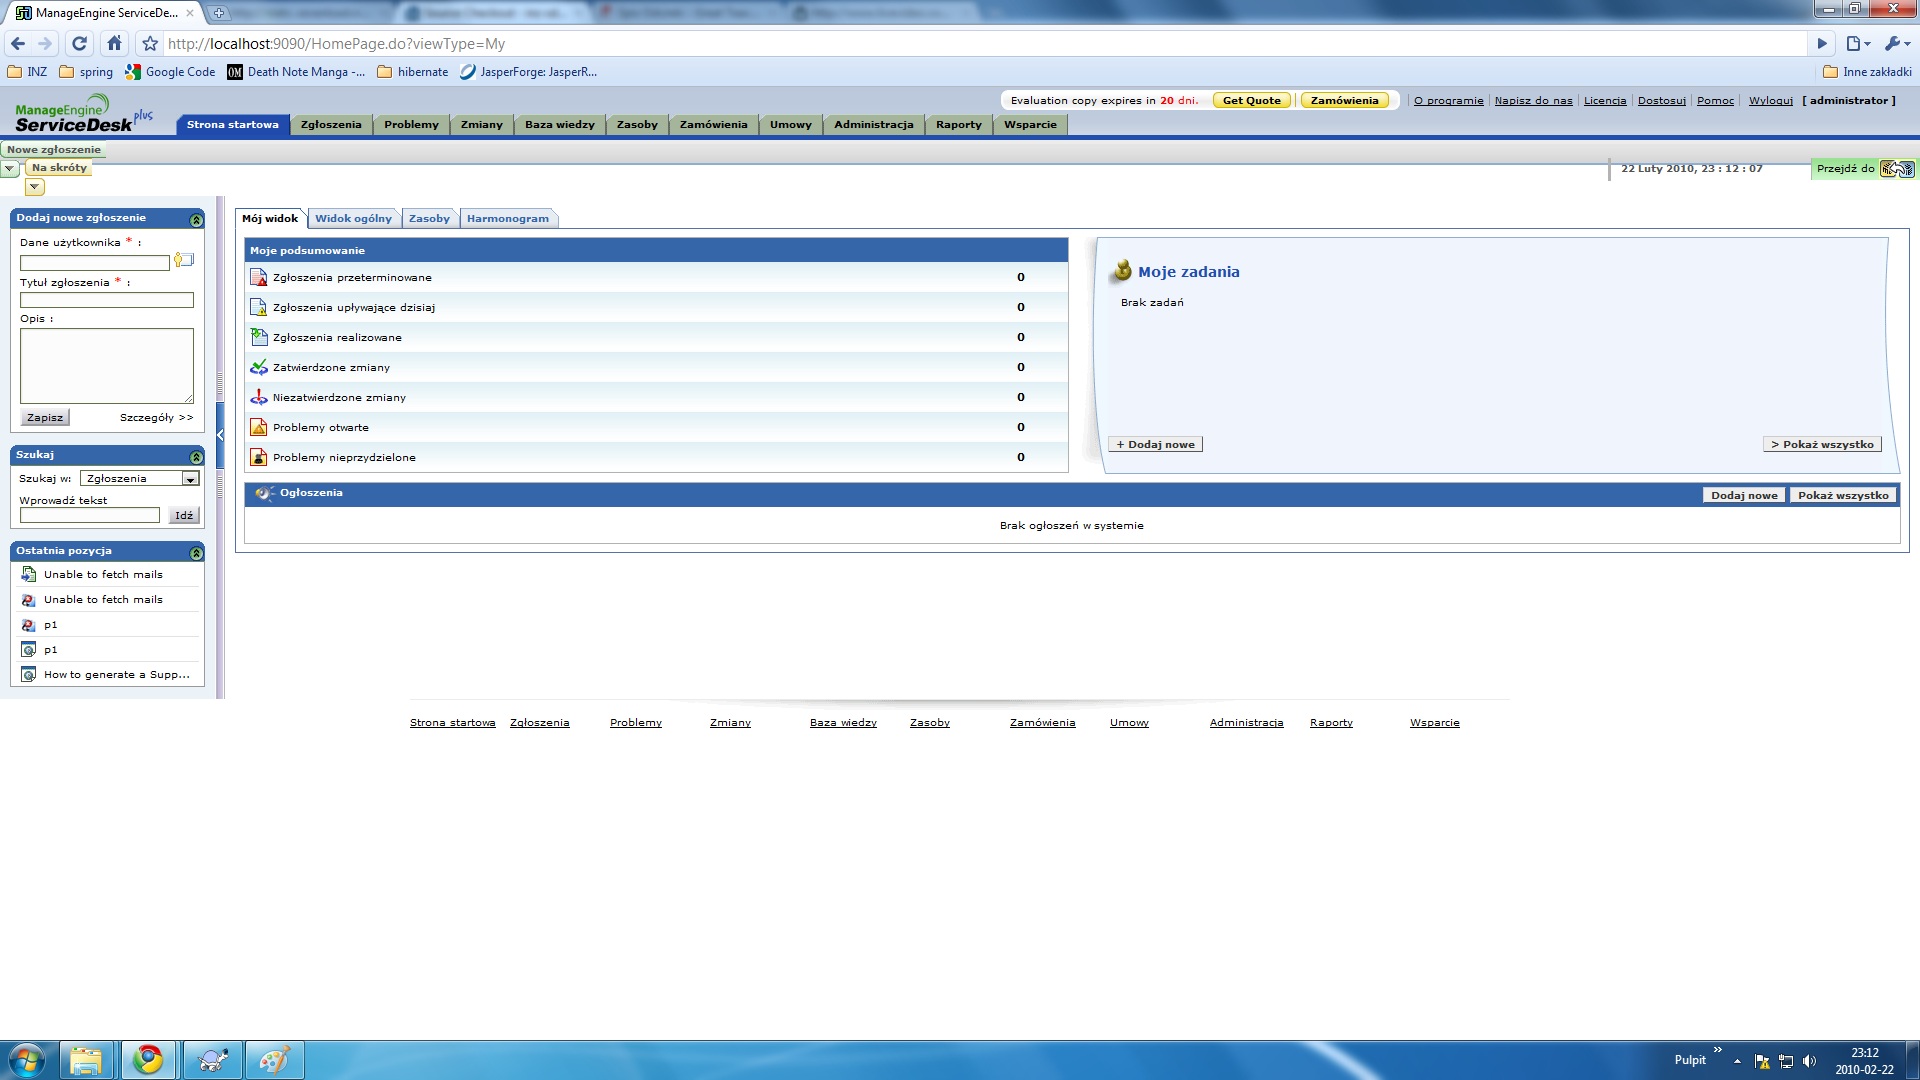 ManageEngine ServiceDe...
http://localhost:9090/HomePage.do?viewType=My
INZ spring Google Code Death Note Manga -... hibernate JasperForge: JasperR... Inne zakładki
ManageEngine
ServiceDesk plus
Evaluation copy expires in 20 dni. Get Quote Zamówienia O programie Napisz do nas Licencja Dostosuj Pomoc Wyloguj [ administrator ]
Strona startowa Zgłoszenia Problemy Zmiany Baza wiedzy Zasoby Zamówienia Umowy Administracja Raporty Wsparcie
Nowe zgłoszenie
Na skróty
22 Luty 2010, 23 : 12 : 07 Przejdź do
Dodaj nowe zgłoszenie
Dane użytkownika * :
Tytuł zgłoszenia * :
Opis :
Zapisz Szczegóły >>
Szukaj
Szukaj w: Zgłoszenia
Wprowadź tekst
Idź
Ostatnia pozycja
Unable to fetch mails
Unable to fetch mails
p1
p1
How to generate a Supp...
Mój widok Widok ogólny Zasoby Harmonogram
Moje podsumowanie
Zgłoszenia przeterminowane 0
Zgłoszenia upływające dzisiaj 0
Zgłoszenia realizowane 0
Zatwierdzone zmiany 0
Niezatwierdzone zmiany 0
Problemy otwarte 0
Problemy nieprzydzielone 0
Moje zadania
Brak zadań
+ Dodaj nowe > Pokaż wszystko
Ogłoszenia Dodaj nowe Pokaż wszystko
Brak ogłoszeń w systemie
Strona startowa Zgłoszenia Problemy Zmiany Baza wiedzy Zasoby Zamówienia Umowy Administracja Raporty Wsparcie
Pulpit » 23:12
2010-02-22